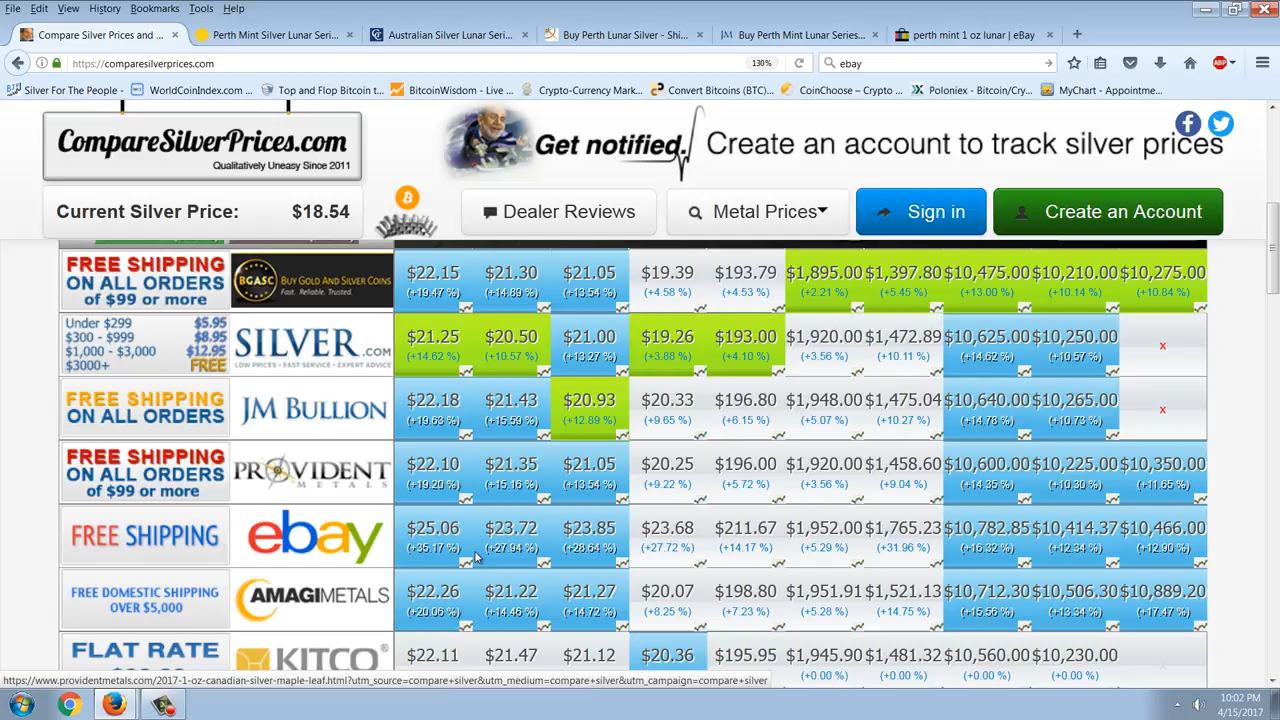 File Edit View History Bookmarks Tools Help
Compare Silver Prices and ... × Perth Mint Silver Lunar Seri... × Australian Silver Lunar Seri... × Buy Perth Lunar Silver - Shi... × JM Buy Perth Mint Lunar Series... × perth mint 1 oz lunar | eBay ×
https://comparesilverprices.com 130% ebay ABP
Silver For The People - ... WorldCoinIndex.com ... Top and Flop Bitcoin t... BitcoinWisdom - Live ... Crypto-Currency Mark... Convert Bitcoins (BTC)... CoinChoose – Crypto ... Poloniex - Bitcoin/Cry... MyChart - Appointme...
CompareSilverPrices.com
Qualitatively Uneasy Since 2011
Get notified. Create an account to track silver prices
Current Silver Price: $18.54
Dealer Reviews Metal Prices Sign in Create an Account
FREE SHIPPING
ON ALL ORDERS
of $99 or more
BGASC BUY GOLD AND SILVER COINS
Fast. Reliable. Trusted.
$22.15 $21.30 $21.05 $19.39 $193.79 $1,895.00 $1,397.80 $10,475.00 $10,210.00 $10,275.00
(+19.47 %) (+14.89 %) (+13.54 %) (+4.58 %) (+4.53 %) (+2.21 %) (+5.45 %) (+13.00 %) (+10.14 %) (+10.84 %)
Under $299 $5.95
$300 - $999 $8.95
$1,000 - $3,000 $12.95
$3000+ FREE
SILVER.COM
LOW PRICES • FAST SERVICE • EXPERT ADVICE
$21.25 $20.50 $21.00 $19.26 $193.00 $1,920.00 $1,472.89 $10,625.00 $10,250.00 x
(+14.62 %) (+10.57 %) (+13.27 %) (+3.88 %) (+4.10 %) (+3.56 %) (+10.11 %) (+14.62 %) (+10.57 %)
FREE SHIPPING
ON ALL ORDERS
JM BULLION
$22.18 $21.43 $20.93 $20.33 $196.80 $1,948.00 $1,475.04 $10,640.00 $10,265.00 x
(+19.63 %) (+15.59 %) (+12.89 %) (+9.65 %) (+6.15 %) (+5.07 %) (+10.27 %) (+14.78 %) (+10.73 %)
FREE SHIPPING
ON ALL ORDERS
of $99 or more
PROVIDENT
METALS
$22.10 $21.35 $21.05 $20.25 $196.00 $1,920.00 $1,458.60 $10,600.00 $10,225.00 $10,350.00
(+19.20 %) (+15.16 %) (+13.54 %) (+9.22 %) (+5.72 %) (+3.56 %) (+9.04 %) (+14.35 %) (+10.30 %) (+11.65 %)
FREE SHIPPING
ebay
$25.06 $23.72 $23.85 $23.68 $211.67 $1,952.00 $1,765.23 $10,782.85 $10,414.37 $10,466.00
(+35.17 %) (+27.94 %) (+28.64 %) (+27.72 %) (+14.17 %) (+5.29 %) (+31.96 %) (+16.32 %) (+12.34 %) (+12.90 %)
FREE DOMESTIC SHIPPING
OVER $5,000
AMAGIMETALS
$22.26 $21.22 $21.27 $20.07 $198.80 $1,951.91 $1,521.13 $10,712.30 $10,506.30 $10,889.20
(+20.06 %) (+14.46 %) (+14.72 %) (+8.25 %) (+7.23 %) (+5.28 %) (+14.75 %) (+15.56 %) (+13.34 %) (+17.47 %)
FLAT RATE
KITCO
$22.11 $21.47 $21.12 $20.36 $195.95 $1,945.90 $1,481.32 $10,560.00 $10,230.00
(+0.00 %) (+0.00 %) (+0.00 %) (+0.00 %)
https://www.providentmetals.com/2017-1-oz-canadian-silver-maple-leaf.html?utm_source=compare+silver&utm_medium=compare+silver&utm_campaign=compare+silver
10:02 PM
4/15/2017